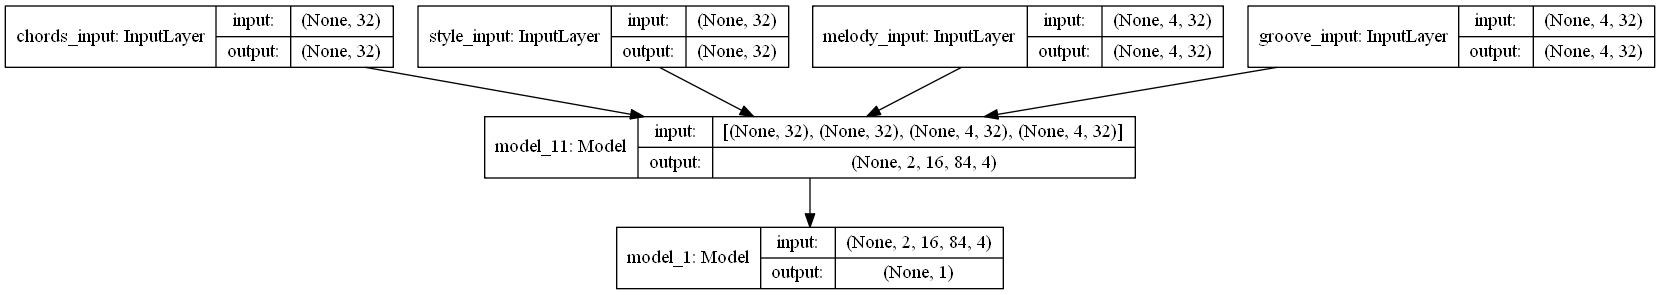 chords_input: InputLayer
input: (None, 32)
output: (None, 32)
style_input: InputLayer
input: (None, 32)
output: (None, 32)
melody_input: InputLayer
input: (None, 4, 32)
output: (None, 4, 32)
groove_input: InputLayer
input: (None, 4, 32)
output: (None, 4, 32)
model_11: Model
input: [(None, 32), (None, 32), (None, 4, 32), (None, 4, 32)]
output: (None, 2, 16, 84, 4)
model_1: Model
input: (None, 2, 16, 84, 4)
output: (None, 1)